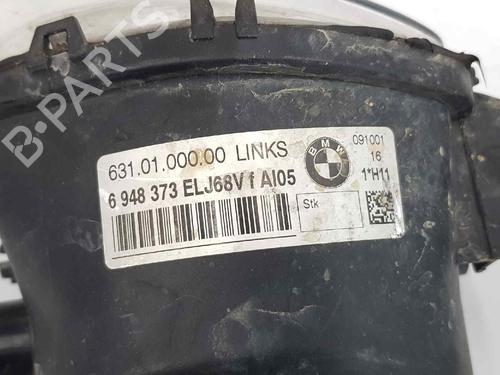 B-PARTS
631.01.000.00 LINKS
BMW
091001
16
1*H11
6 948 373 ELJ68V f AI05
Stk